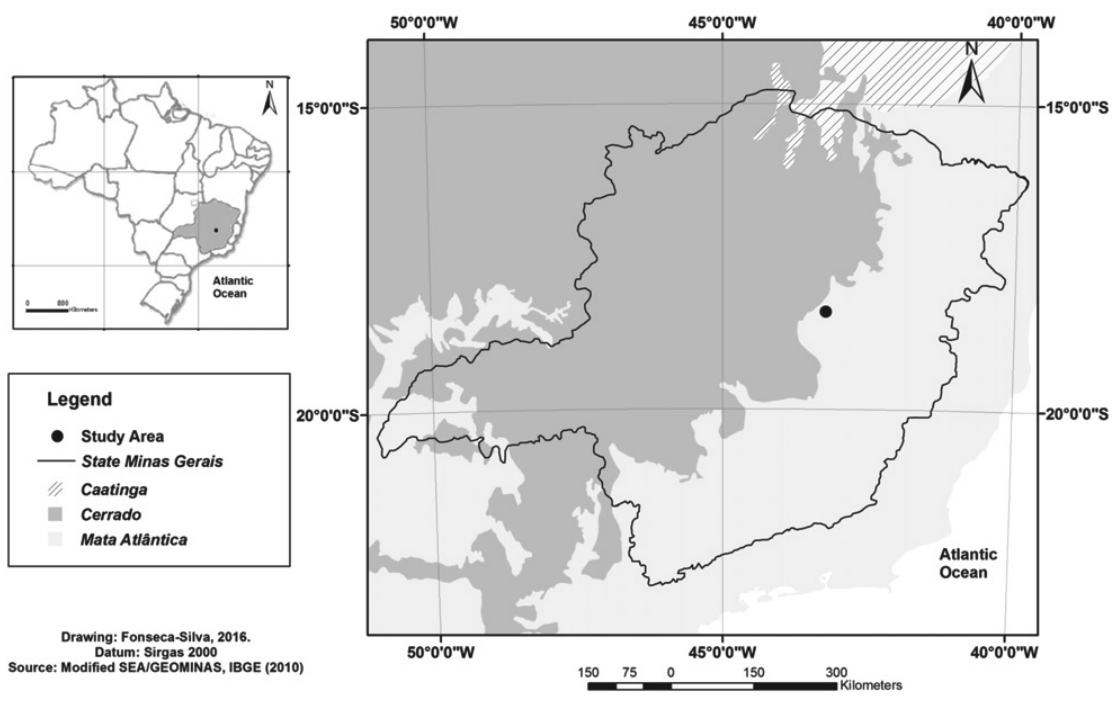 50°0'0"W 45°0'0"W 40°0'0"W
N
N
15°0'0"S
15°0'0"S
Atlantic
Ocean
0 800
Kilometers
Legend
Study Area
State Minas Gerais
Caatinga
Cerrado
Mata Atlântica
20°0'0"S
20°0'0"S
Atlantic
Ocean
Drawing: Fonseca-Silva, 2016.
Datum: Sirgas 2000
Source: Modified SEA/GEOMINAS, IBGE (2010)
50°0'0"W 45°0'0"W 40°0'0"W
150 75 0 150 300
Kilometers